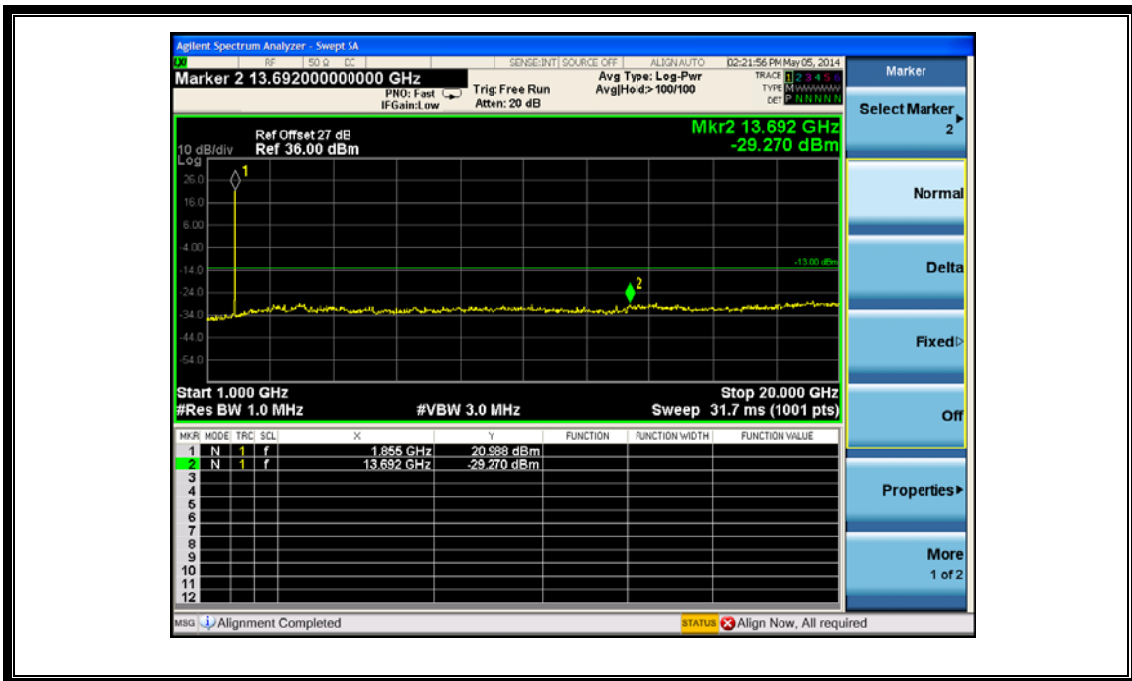 Agilent Spectrum Analyzer - Swept SA
LXI RF 50 Ω DC SENSE:INT SOURCE OFF ALIGN AUTO 02:21:56 PM May 05, 2014
Marker 2 13.692000000000 GHz
PNO: Fast
IFGain:Low
Trig: Free Run
Atten: 20 dB
Avg Type: Log-Pwr
Avg|Hold:>100/100
TRACE 1 2 3 4 5 6
TYPE M WWWWW
DET P N N N N N
Mkr2 13.692 GHz
-29.270 dBm
Ref Offset 27 dB
10 dB/div Ref 36.00 dBm
Log
26.0
16.0
6.00
-4.00
-14.0
-24.0
-34.0
-44.0
-54.0
1
2
-13.00 dBm
Start 1.000 GHz Stop 20.000 GHz
#Res BW 1.0 MHz #VBW 3.0 MHz Sweep 31.7 ms (1001 pts)
MKR MODE TRC SCL X Y FUNCTION FUNCTION WIDTH FUNCTION VALUE
1 N 1 f 1.855 GHz 20.988 dBm
2 N 1 f 13.692 GHz -29.270 dBm
3
4
5
6
7
8
9
10
11
12
MSG Alignment Completed STATUS Align Now, All required
Marker
Select Marker
2
Normal
Delta
Fixed
Off
Properties
More
1 of 2